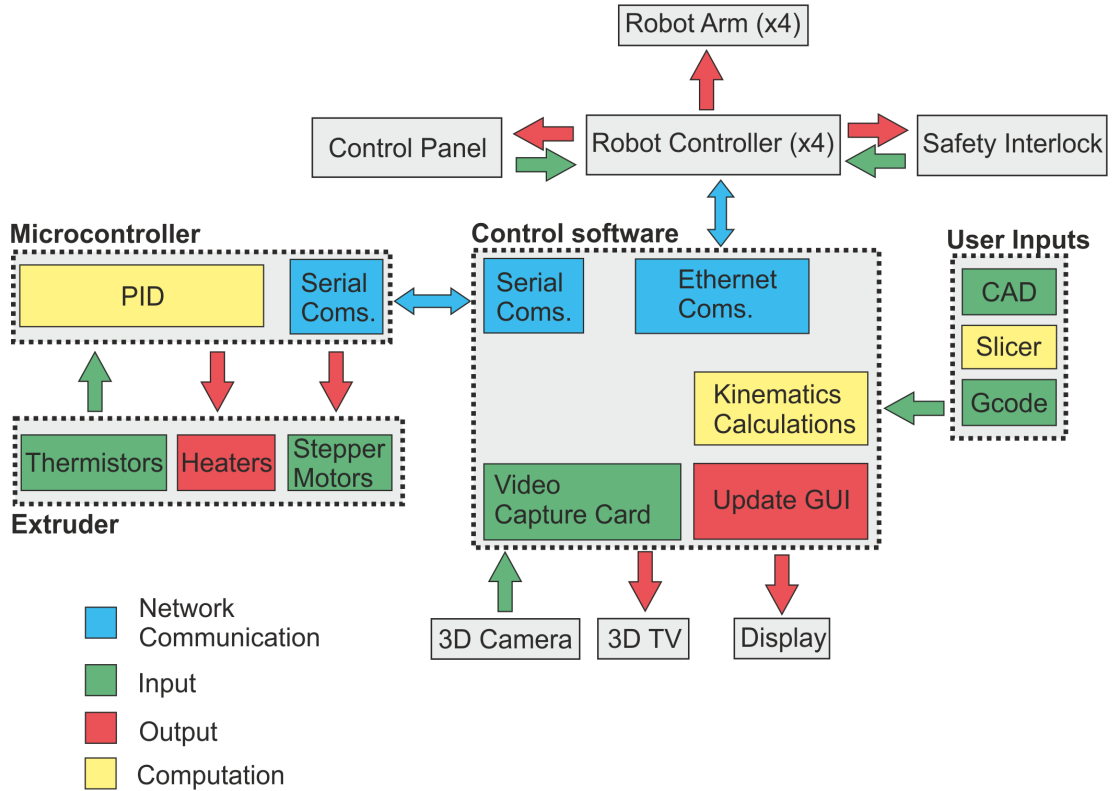 Robot Arm (x4)
Control Panel
Robot Controller (x4)
Safety Interlock
Microcontroller
Control software
User Inputs
PID
Serial
Coms.
Serial
Coms.
Ethernet
Coms.
CAD
Slicer
Gcode
Kinematics
Calculations
Thermistors
Heaters
Stepper
Motors
Extruder
Video
Capture Card
Update GUI
3D Camera
3D TV
Display
Network
Communication
Input
Output
Computation